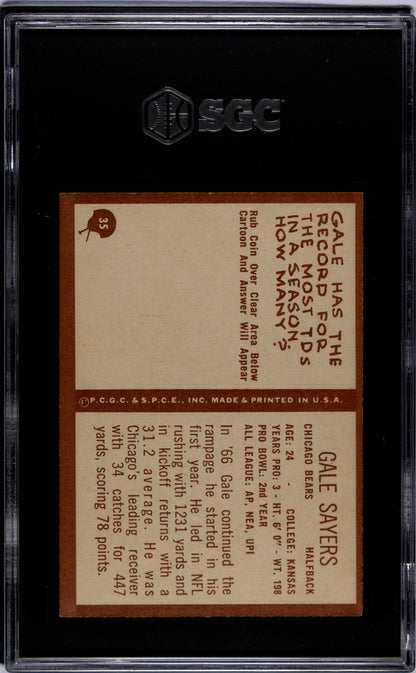 SGC
35
GALE HAS THE
RECORD FOR
THE MOST TDS
IN A SEASON.
HOW MANY?
Rub Coin Over Clear Area Below
Cartoon And Answer Will Appear
©P.C.G.C. & S.P.C.E., INC. MADE & PRINTED IN U.S.A.
GALE SAYERS
CHICAGO BEARS HALFBACK
AGE: 24 - COLLEGE: KANSAS
YEARS PRO: 3 - HT. 6' 0" - WT. 198
PRO BOWL: 2nd YEAR
ALL LEAGUE: AP, NEA, UPI
In '66 Gale continued the
rampage he started in his
first year. He led in NFL
rushing with 1231 yards and
in kickoff returns with a
31.2 average. He was
Chicago's leading receiver
with 34 catches for 447
yards, scoring 78 points.